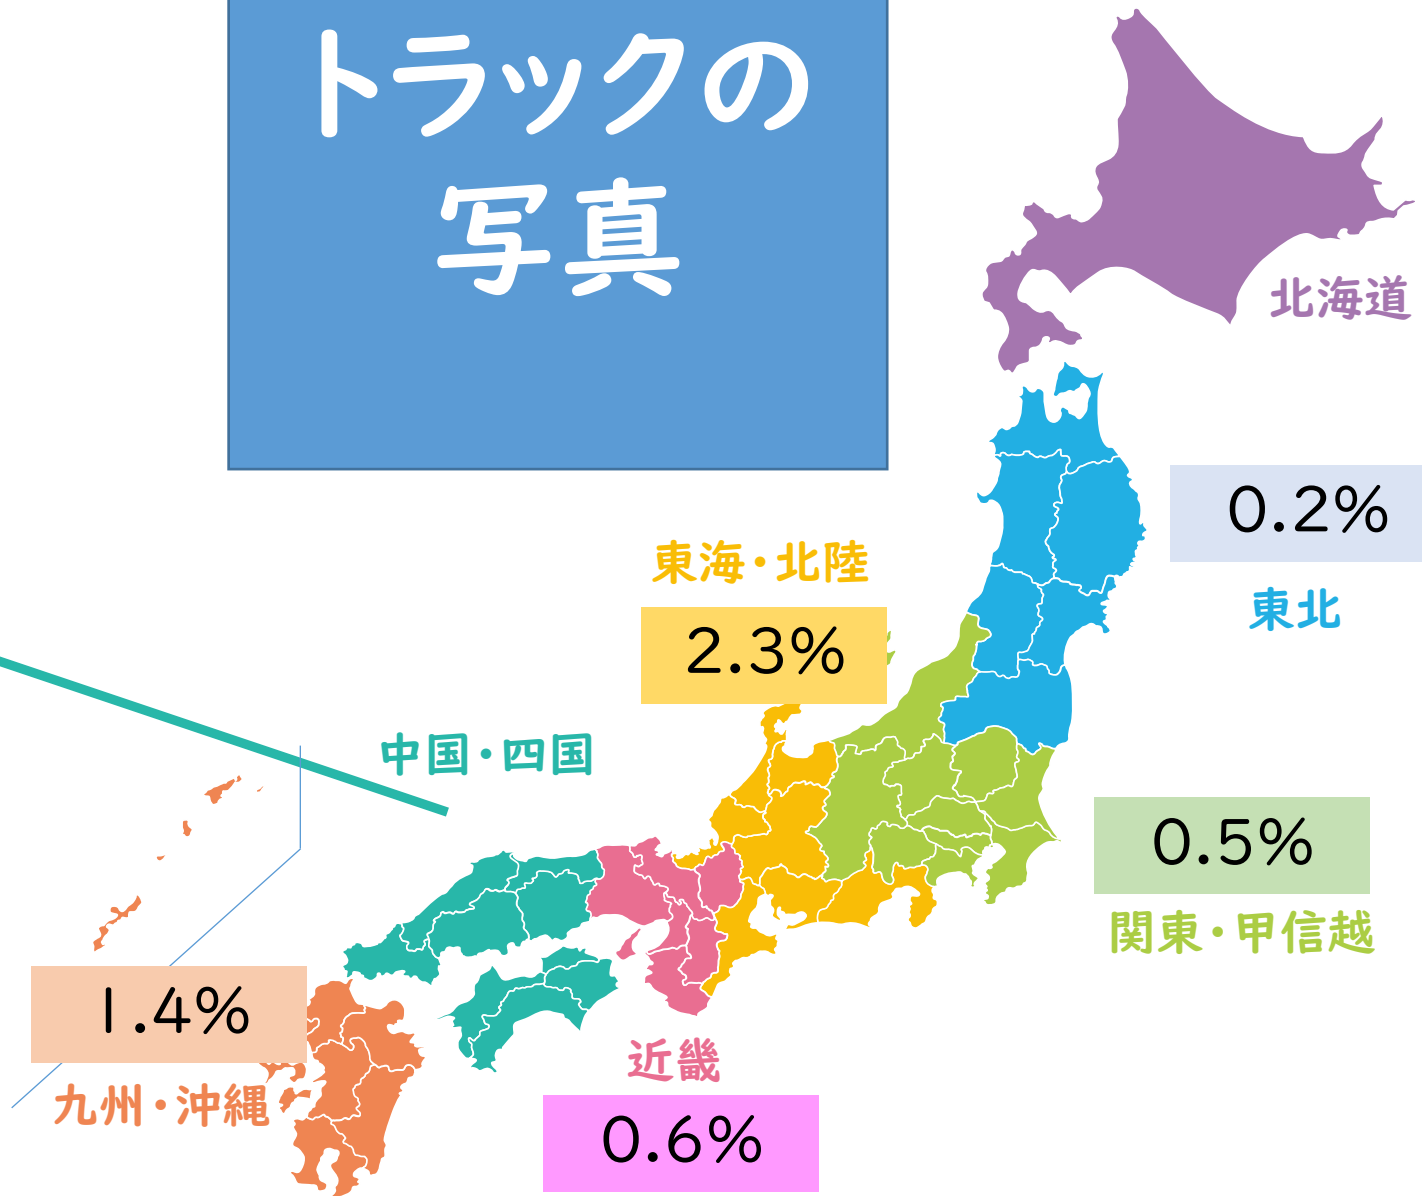 トラックの
写真
北海道
0.2%
東北
東海・北陸
2.3%
中国・四国
0.5%
関東・甲信越
1.4%
九州・沖縄
近畿
0.6%